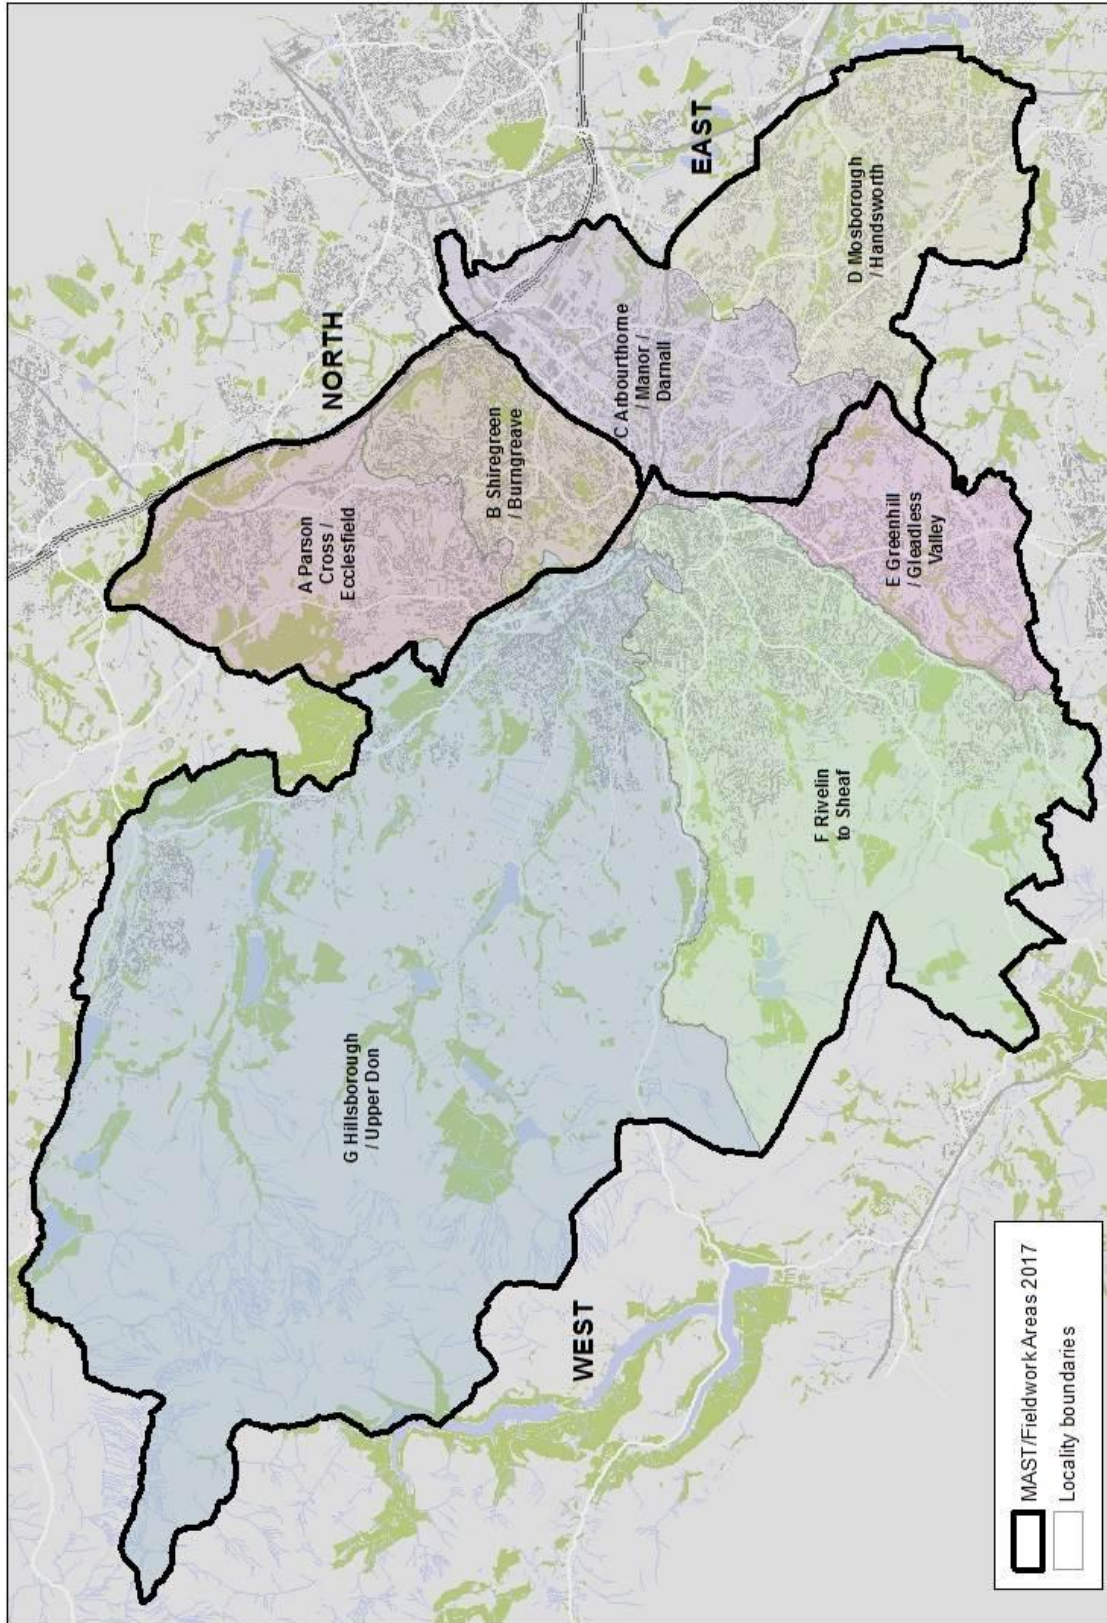 NORTH
A Parson
Cross /
Ecclesfield
B Shiregreen
/ Burngreave
G Hillsborough
/ Upper Don
C Arbourthorne
/ Manor /
Darnall
EAST
WEST
F Rivelin
to Sheaf
D Mosborough
/ Handsworth
E Greenhill
/ Gleadless
Valley
MAST/Fieldwork Areas 2017
Locality boundaries